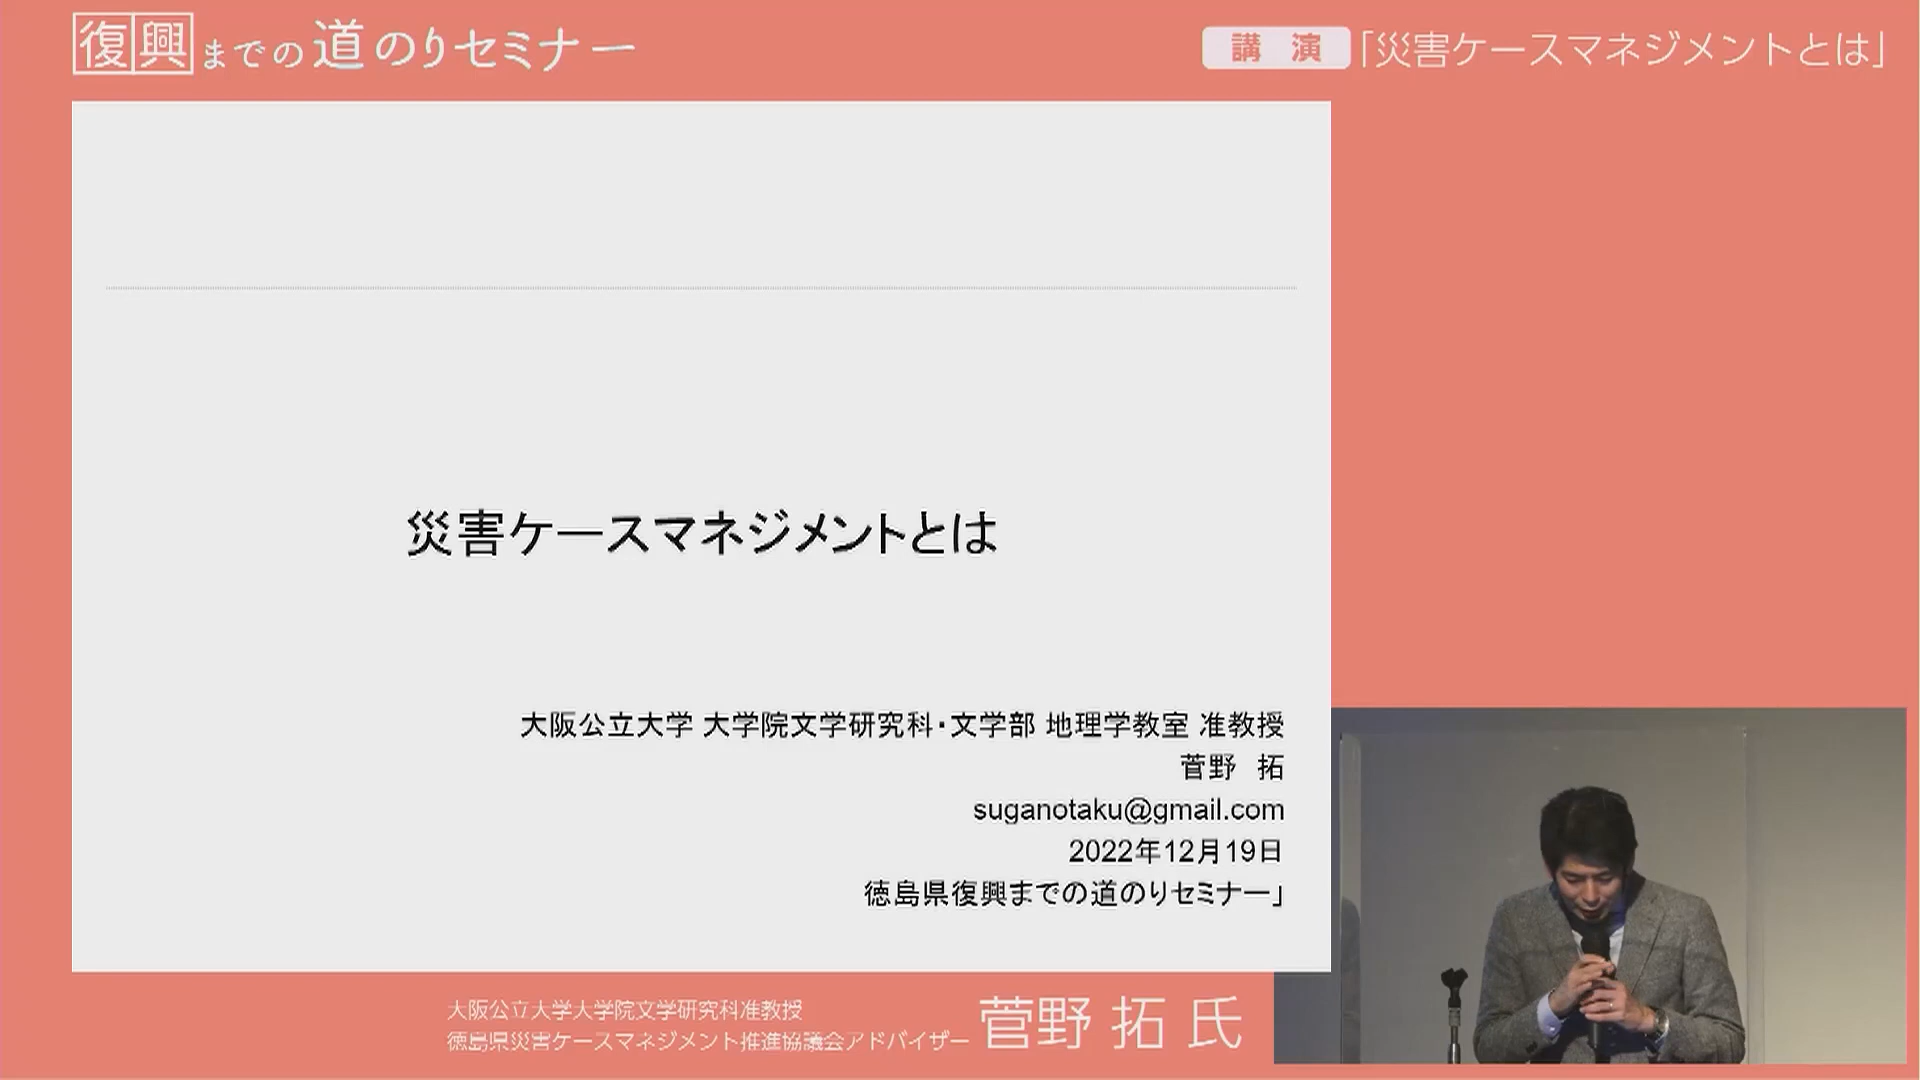 復興までの道のりセミナー
講演「災害ケースマネジメントとは」
災害ケースマネジメントとは
大阪公立大学 大学院文学研究科・文学部 地理学教室 准教授
菅野 拓
suganotaku@gmail.com
2022年12月19日
徳島県復興までの道のりセミナー」
大阪公立大学大学院文学研究科准教授
徳島県災害ケースマネジメント推進協議会アドバイザー
菅野 拓 氏